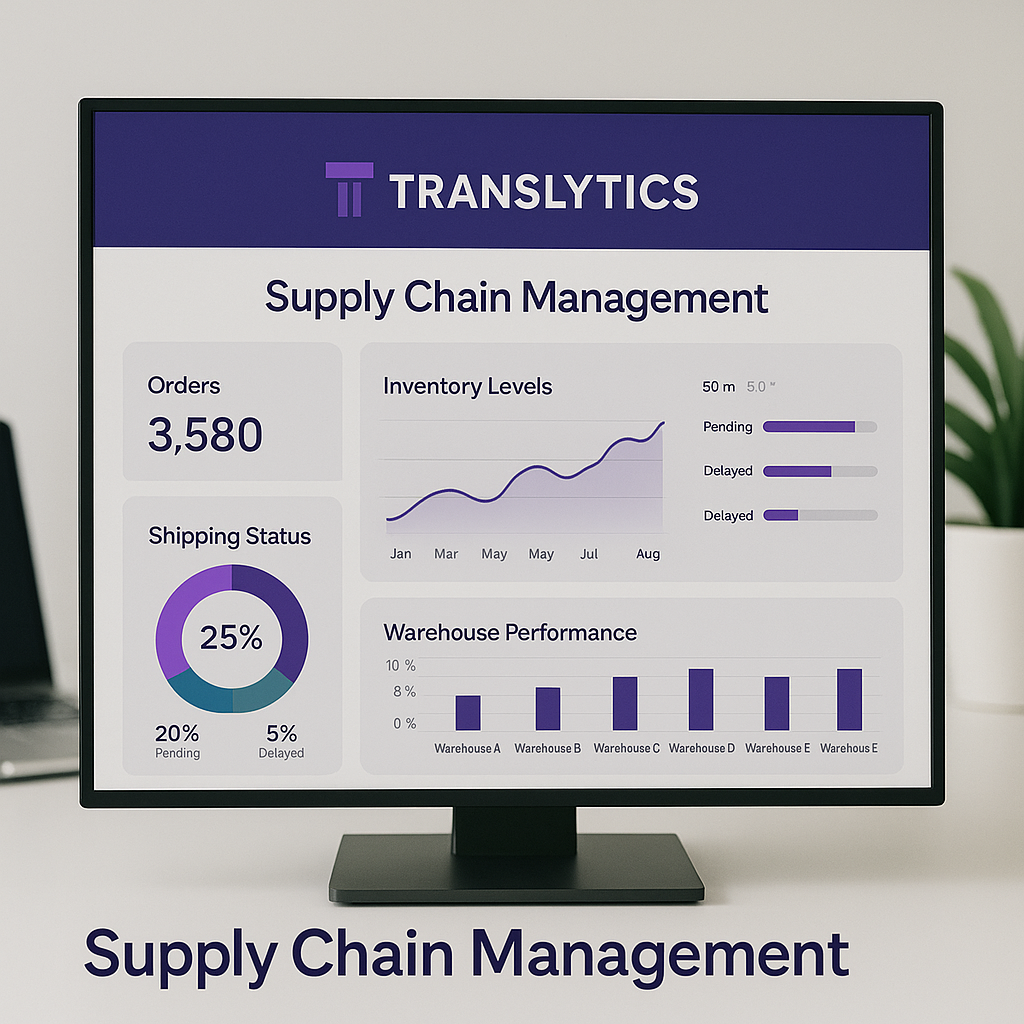 TRANSLYTICS
Supply Chain Management
Orders
3,580
Shipping Status
25%
20%
Pending
5%
Delayed
Inventory Levels
Jan Mar May May Jul Aug
50 m 5.0
Pending
Delayed
Delayed
Warehouse Performance
10 %
8 %
0 %
Warehouse A Warehouse B Warehouse C Warehouse D Warehouse E Warehous E
Supply Chain Management